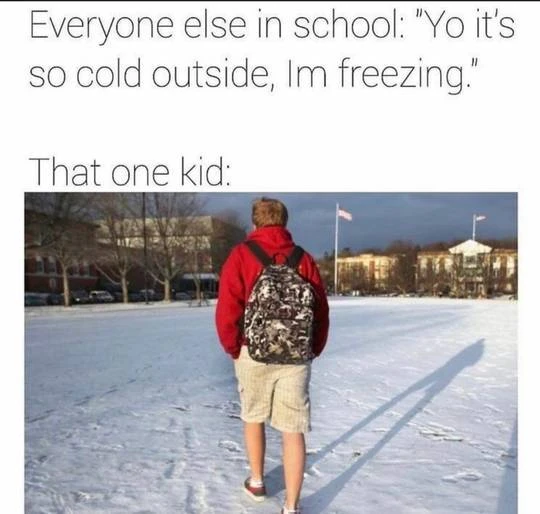 Everyone else in school: "Yo it's
so cold outside, Im freezing."
That one kid: